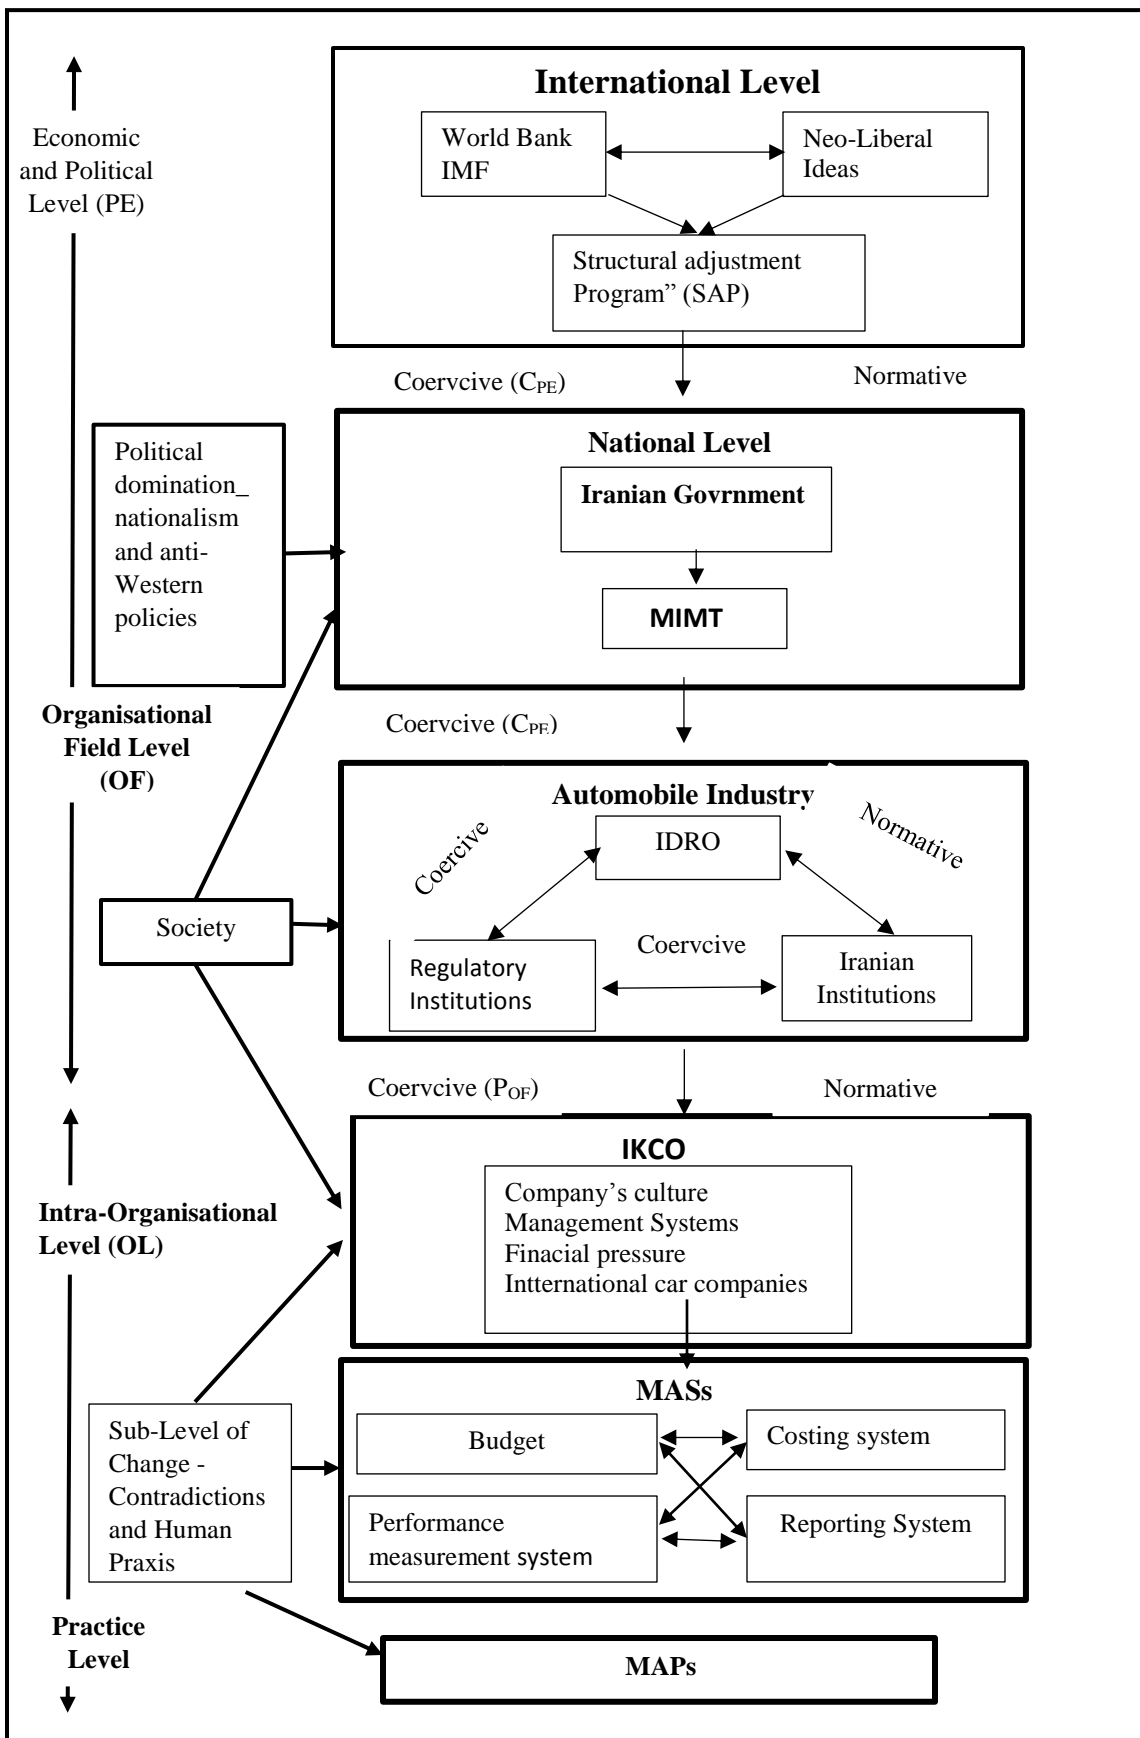 International Level
World Bank
IMF
Neo-Liberal
Ideas
Economic
and Political
Level (PE)
Structural adjustment
Program” (SAP)
Coervcive (CPE)
Normative
Political
domination_
nationalism
and anti-
Western
policies
National Level
Iranian Govrnment
MIMT
Organisational
Field Level
(OF)
Coervcive (CPE)
Automobile Industry
Coercive
IDRO
Normative
Society
Coervcive
Regulatory
Institutions
Iranian
Institutions
Coervcive (POF)
Normative
IKCO
Company’s culture
Management Systems
Finacial pressure
Intternational car companies
Intra-Organisational
Level (OL)
MASs
Budget
Costing system
Performance
measurement system
Reporting System
Sub-Level of
Change -
Contradictions
and Human
Praxis
Practice
Level
MAPs